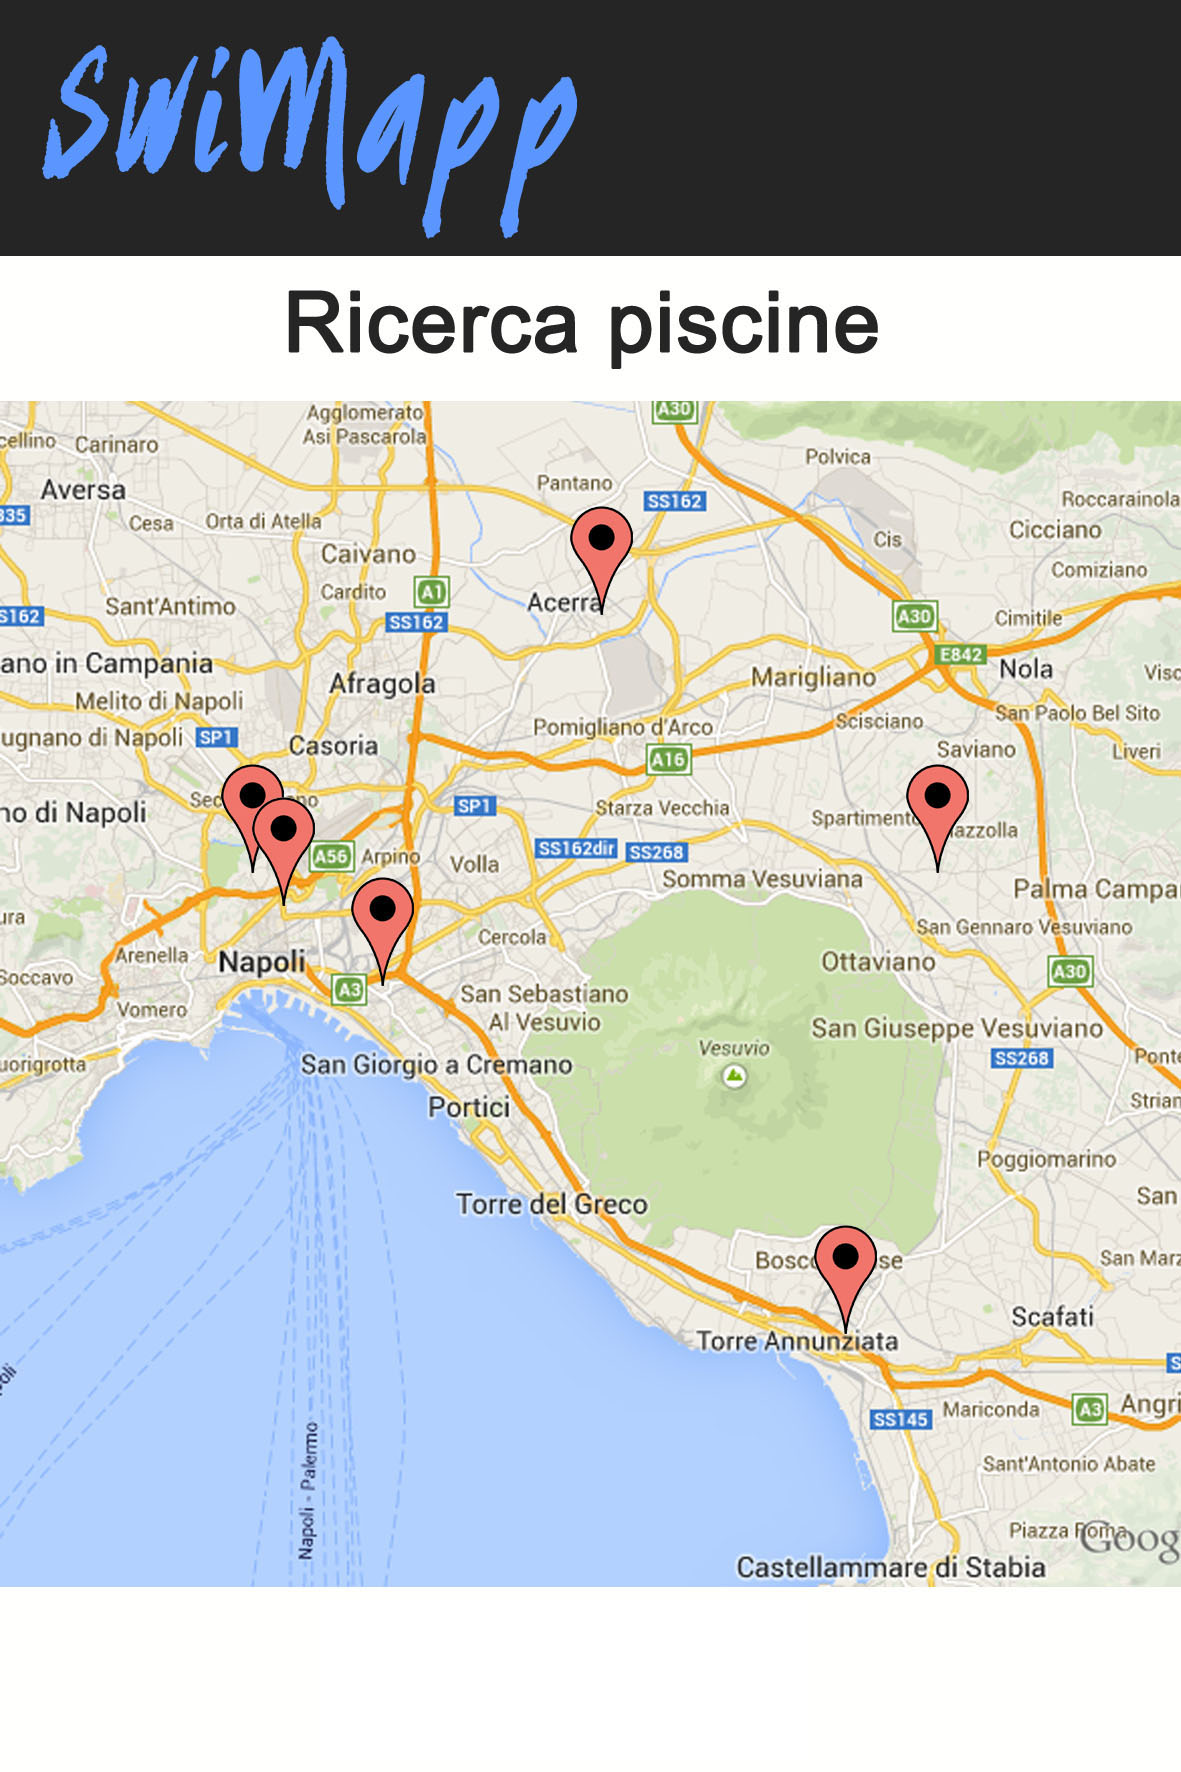 SwiMapp
Ricerca piscine
Agglomerato
Asi Pascarola
A30
cellino
Carinaro
Polvica
Aversa
Pantano
SS162
Roccarainola
335
Cesa
Orta di Atella
Cicciano
Cis
Caivano
Comiziano
Cardito
A1
Acerra
Sant'Antimo
S162
SS162
A30
Cimitile
ano in Campania
E842
Nola
Afragola
Marigliano
Visc
Melito di Napoli
San Paolo Bel Sito
ugnano di Napoli
SP1
Casoria
Pomigliano d'Arco
Scisciano
Saviano
Liveri
A16
Sec
no
no di Napoli
SP1
Starza Vecchia
Spartimento
azzolla
A56
Arpino
Volla
SS162dir
SS268
Somma Vesuviana
Palma Campa
ura
San Gennaro Vesuviano
Arenella
Napoli
Cercola
Ottaviano
Soccavo
A3
San Sebastiano
Al Vesuvio
A30
Vomero
San Giuseppe Vesuviano
Vesuvio
uorigrotta
San Giorgio a Cremano
SS268
Ponte
Portici
Strian
Poggiomarino
Torre del Greco
San
Bosc
se
San Marz
Torre Annunziata
Scafati
oli
S
SS145
Mariconda
A3
Angri
Napoli - Palermo
Sant'Antonio Abate
Piazza Roma
Goog
Castellammare di Stabia